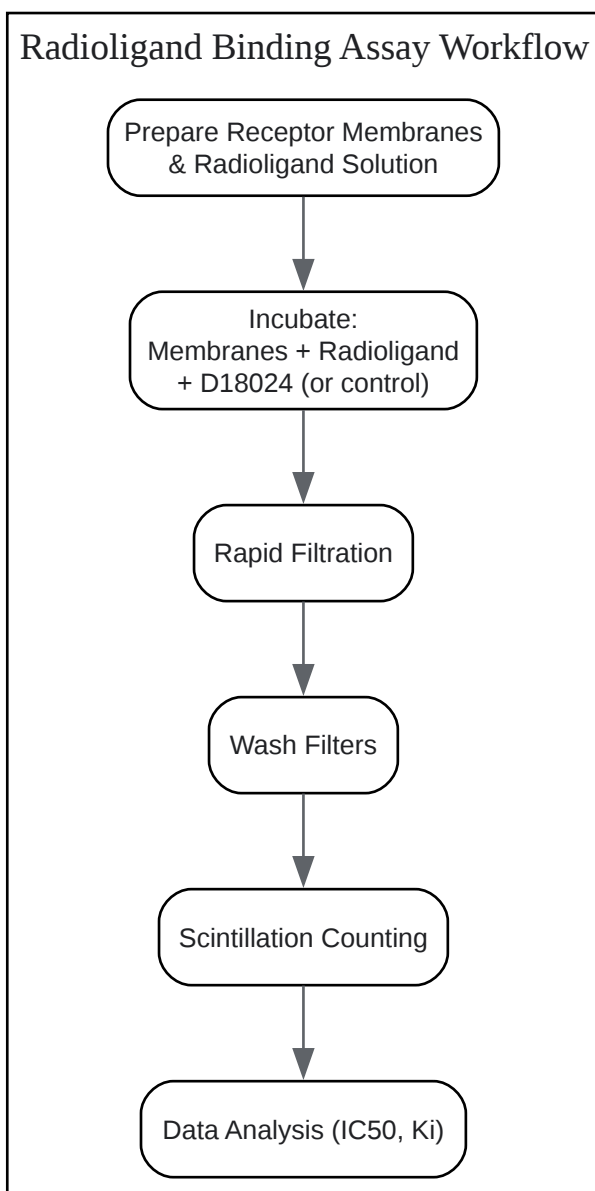 Radioligand Binding Assay Workflow
Prepare Receptor Membranes
& Radioligand Solution
Incubate:
Membranes + Radioligand
+ D18024 (or control)
Rapid Filtration
Wash Filters
Scintillation Counting
Data Analysis (IC50, Ki)